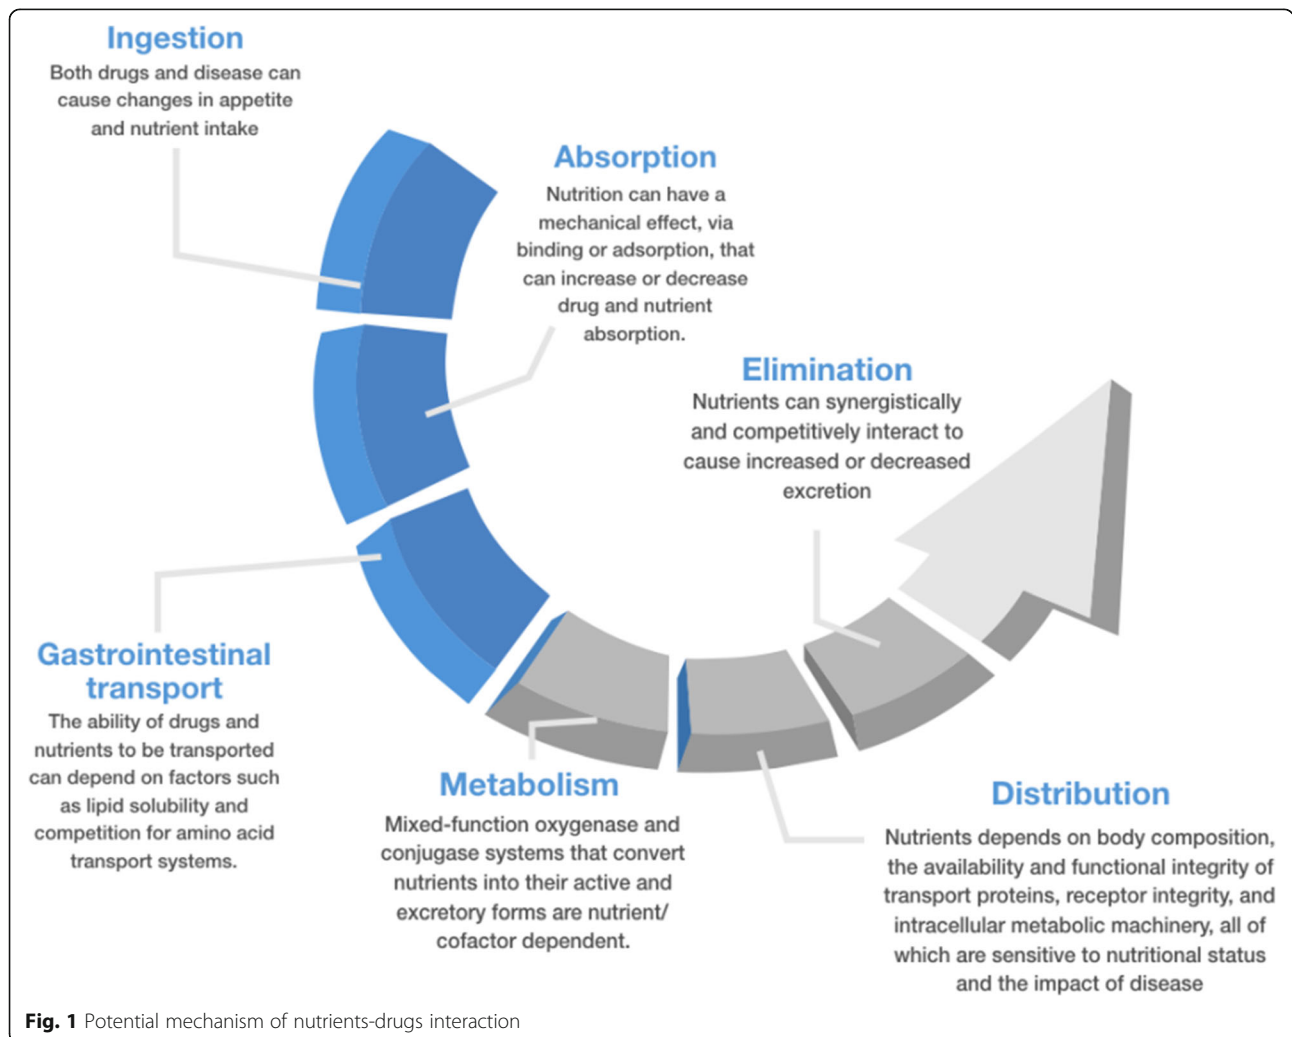 Ingestion
Both drugs and disease can
cause changes in appetite
and nutrient intake
Absorption
Nutrition can have a
mechanical effect, via
binding or adsorption, that
can increase or decrease
drug and nutrient
absorption.
Elimination
Nutrients can synergistically
and competitively interact to
cause increased or decreased
excretion
Gastrointestinal
transport
The ability of drugs and
nutrients to be transported
can depend on factors such
as lipid solubility and
competition for amino acid
transport systems.
Metabolism
Mixed-function oxygenase and
conjugase systems that convert
nutrients into their active and
excretory forms are nutrient/
cofactor dependent.
Distribution
Nutrients depends on body composition,
the availability and functional integrity of
transport proteins, receptor integrity, and
intracellular metabolic machinery, all of
which are sensitive to nutritional status
and the impact of disease
Fig. 1 Potential mechanism of nutrients-drugs interaction